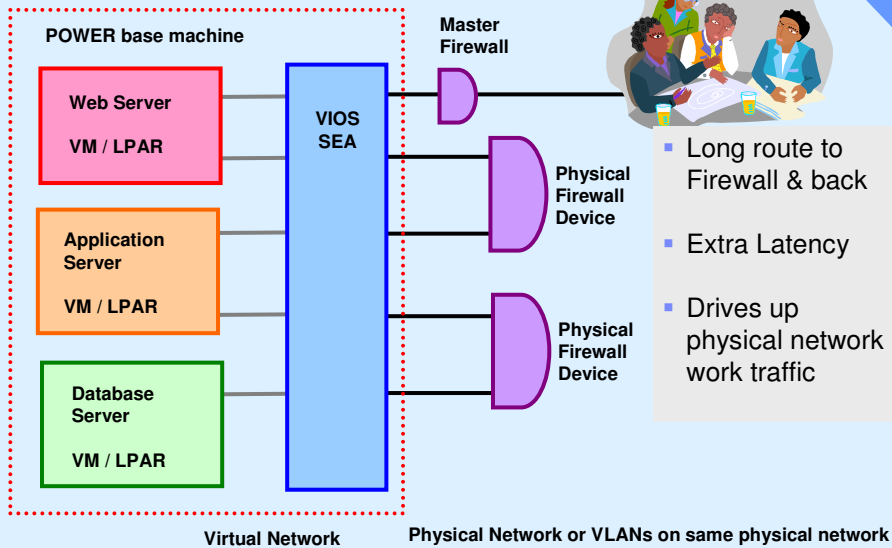 POWER base machine
Web Server
VM / LPAR
Application
Server
VM / LPAR
Database
Server
VM / LPAR
VIOS
SEA
Master
Firewall
Physical
Firewall
Device
Physical
Firewall
Device
Long route to
Firewall & back
Extra Latency
Drives up
physical network
work traffic
Virtual Network
Physical Network or VLANs on same physical network